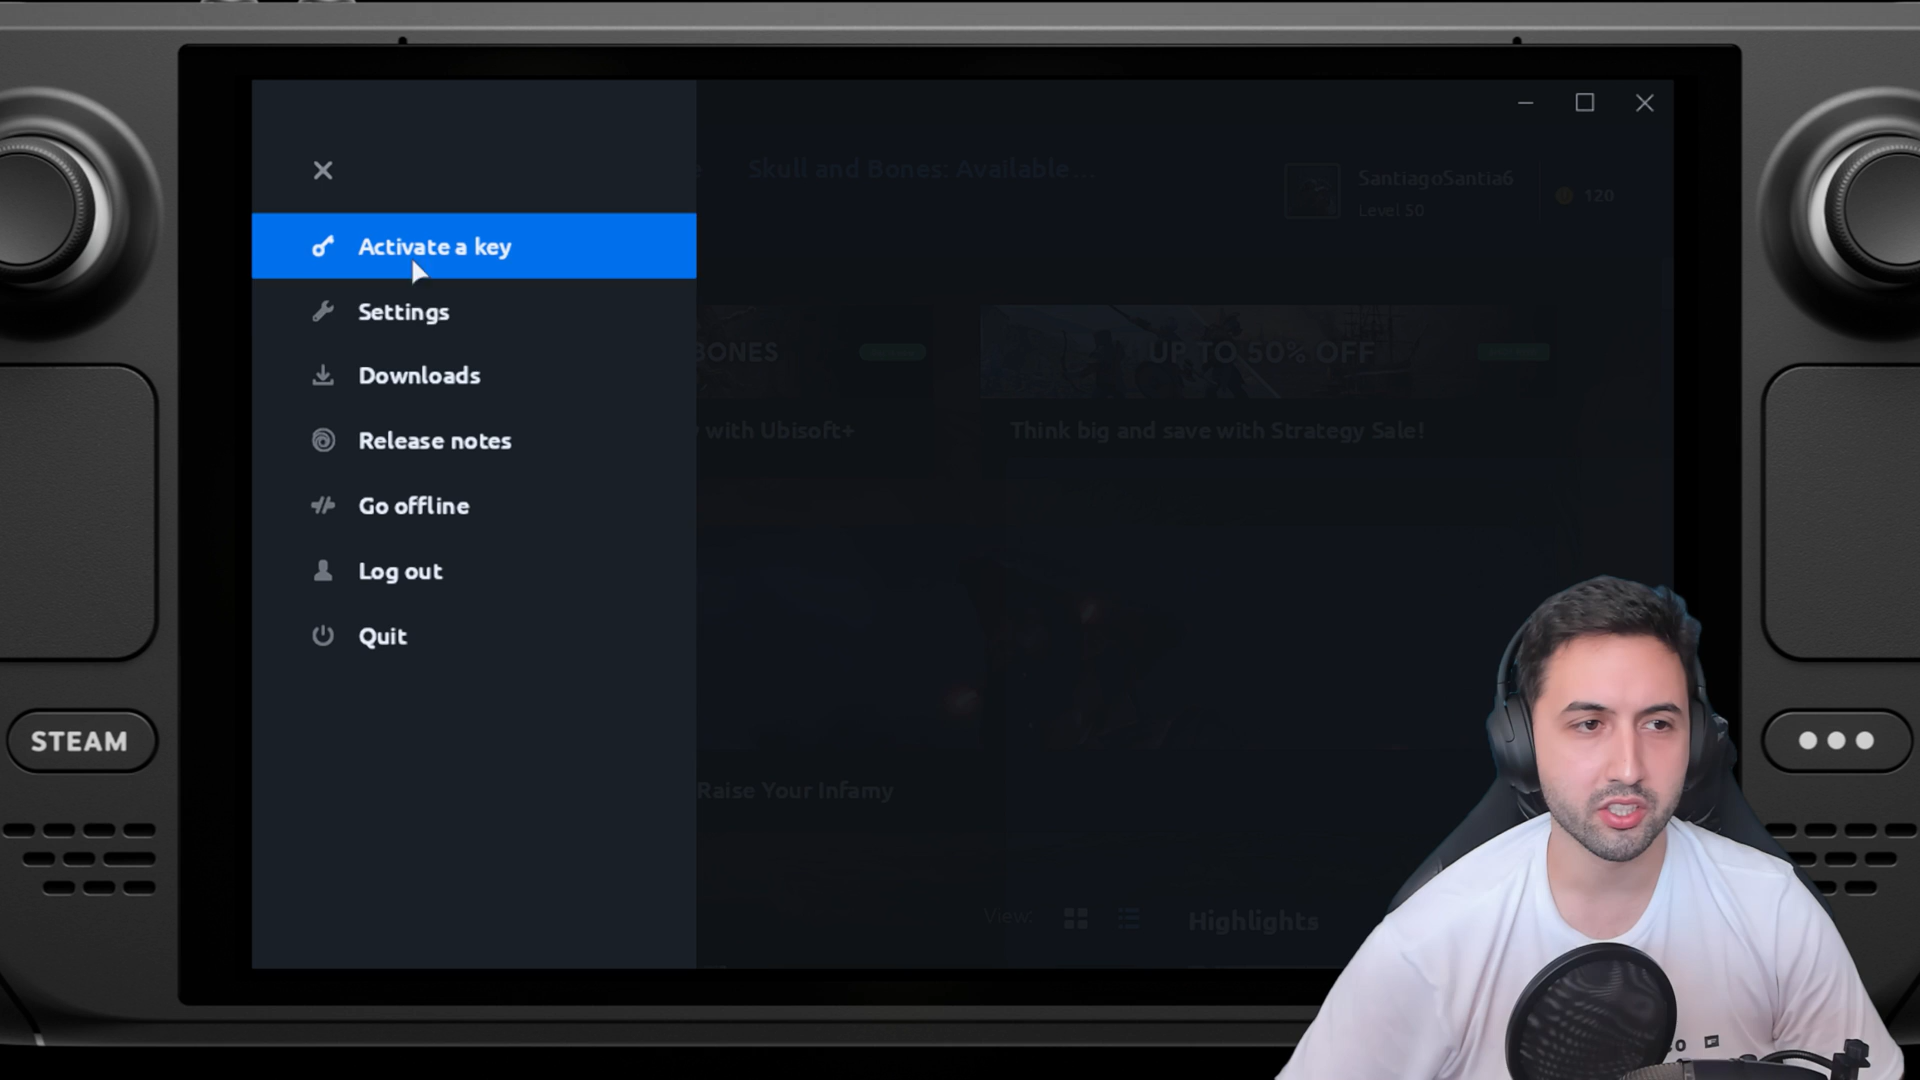 Skull and Bones: Available...
SantiagoSantia6
Level 50
120
Activate a key
Settings
Downloads
Release notes
Go offline
Log out
Quit
BONES
UP TO 50% OFF
with Ubisoft+
Think big and save with Strategy Sale!
Raise Your Infamy
View:
Highlights
STEAM